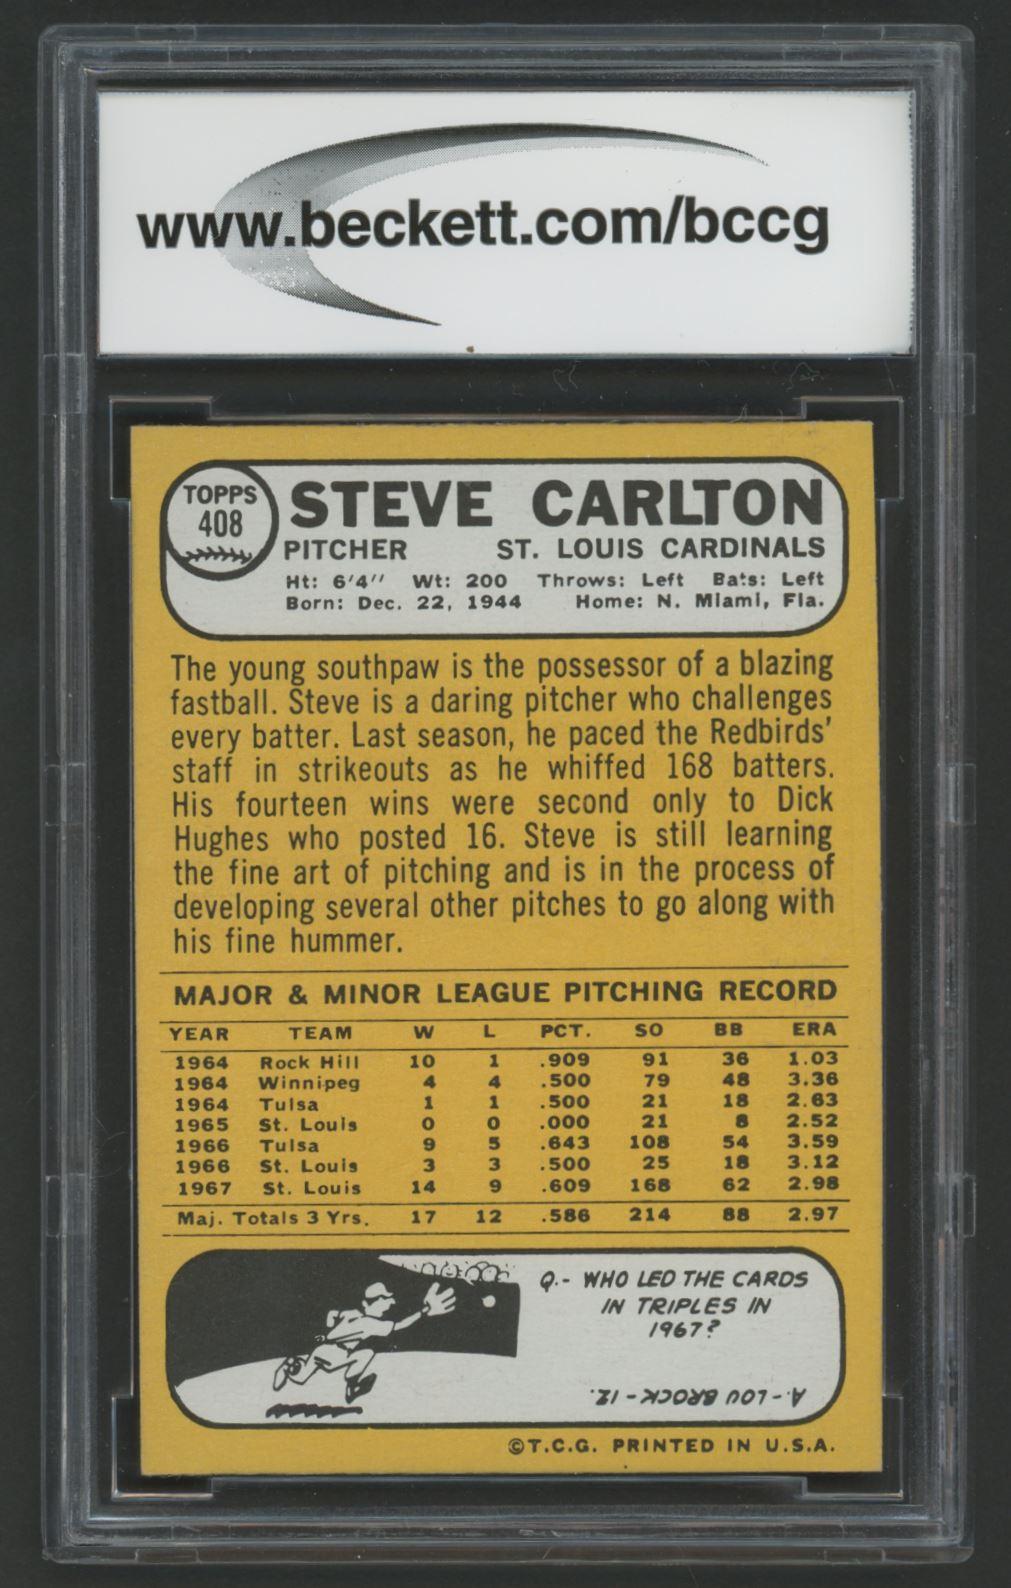 www.beckett.com/bccg
TOPPS
408
STEVE CARLTON
PITCHER ST. LOUIS CARDINALS
Ht: 6'4" Wt: 200 Throws: Left Bats: Left
Born: Dec. 22, 1944 Home: N. Miami, Fla.
The young southpaw is the possessor of a blazing
fastball. Steve is a daring pitcher who challenges
every batter. Last season, he paced the Redbirds'
staff in strikeouts as he whiffed 168 batters.
His fourteen wins were second only to Dick
Hughes who posted 16. Steve is still learning
the fine art of pitching and is in the process of
developing several other pitches to go along with
his fine hummer.
MAJOR & MINOR LEAGUE PITCHING RECORD
YEAR TEAM W L PCT. SO BB ERA
1964 Rock Hill 10 1 .909 91 36 1.03
1964 Winnipeg 4 4 .500 79 48 3.36
1964 Tulsa 1 1 .500 21 18 2.63
1965 St. Louis 0 0 .000 21 8 2.52
1966 Tulsa 9 5 .643 108 54 3.59
1966 St. Louis 3 3 .500 25 18 3.12
1967 St. Louis 14 9 .609 168 62 2.98
Maj. Totals 3 Yrs. 17 12 .586 214 88 2.97
Q.- WHO LED THE CARDS
IN TRIPLES IN
1967?
A.- LOU BROCK - 12.
©T.C.G. PRINTED IN U.S.A.